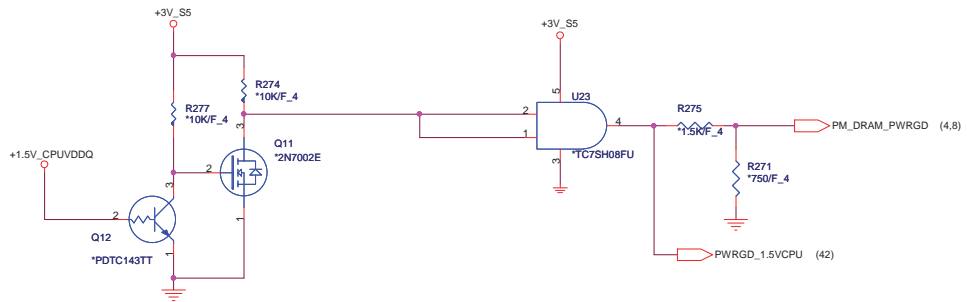 +3V_S5
+3V_S5
R274
*10K/F_4
R277
*10K/F_4
U23
5
2
1
4
3
*TC7SH08FU
R275
*1.5K/F_4
PM_DRAM_PWRGD (4,8)
R271
*750/F_4
3
Q11
*2N7002E
2
1
+1.5V_CPUVDDQ
3
2
1
Q12
*PDTC143TT
PWRGD_1.5VCPU (42)